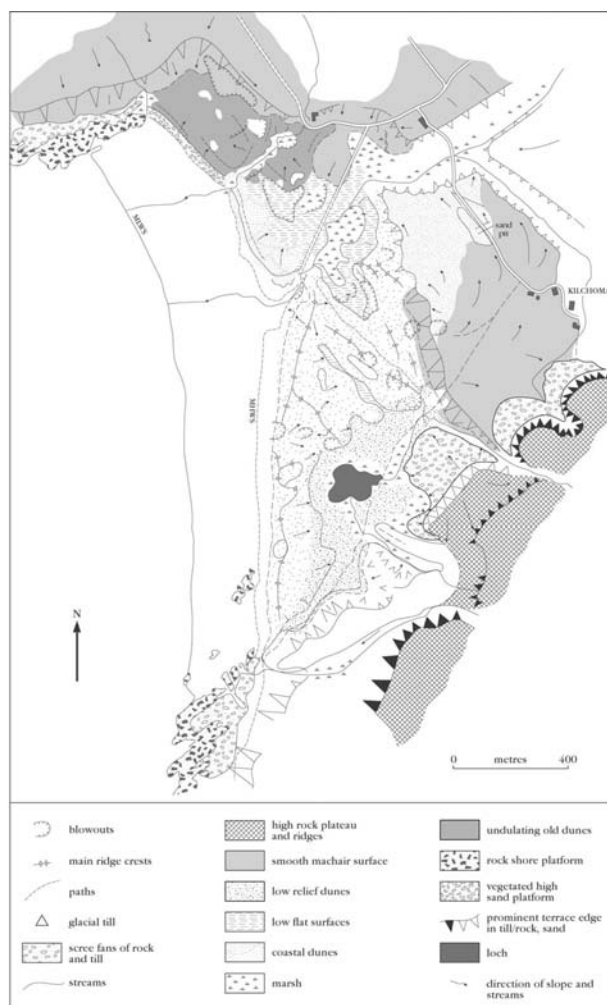 MLWS
sand
pit
KILCHOMA
MHWS
N
0 metres 400
blowouts
main ridge crests
paths
glacial till
scree fans of rock
and till
streams
high rock plateau
and ridges
smooth machair surface
low relief dunes
low flat surfaces
coastal dunes
marsh
undulating old dunes
rock shore platform
vegetated high
sand platform
prominent terrace edge
in till/rock, sand
loch
direction of slope and
streams